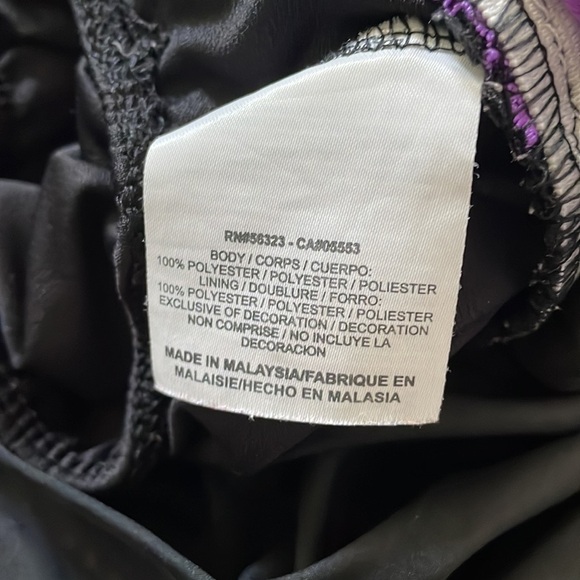 RN#56323 - CA#05553
BODY / CORPS / CUERPO:
100% POLYESTER / POLYESTER / POLIESTER
LINING / DOUBLURE / FORRO:
100% POLYESTER / POLYESTER / POLIESTER
EXCLUSIVE OF DECORATION / DECORATION
NON COMPRISE / NO INCLUYE LA
DECORACION
MADE IN MALAYSIA/FABRIQUE EN
MALAISIE/HECHO EN MALASIA